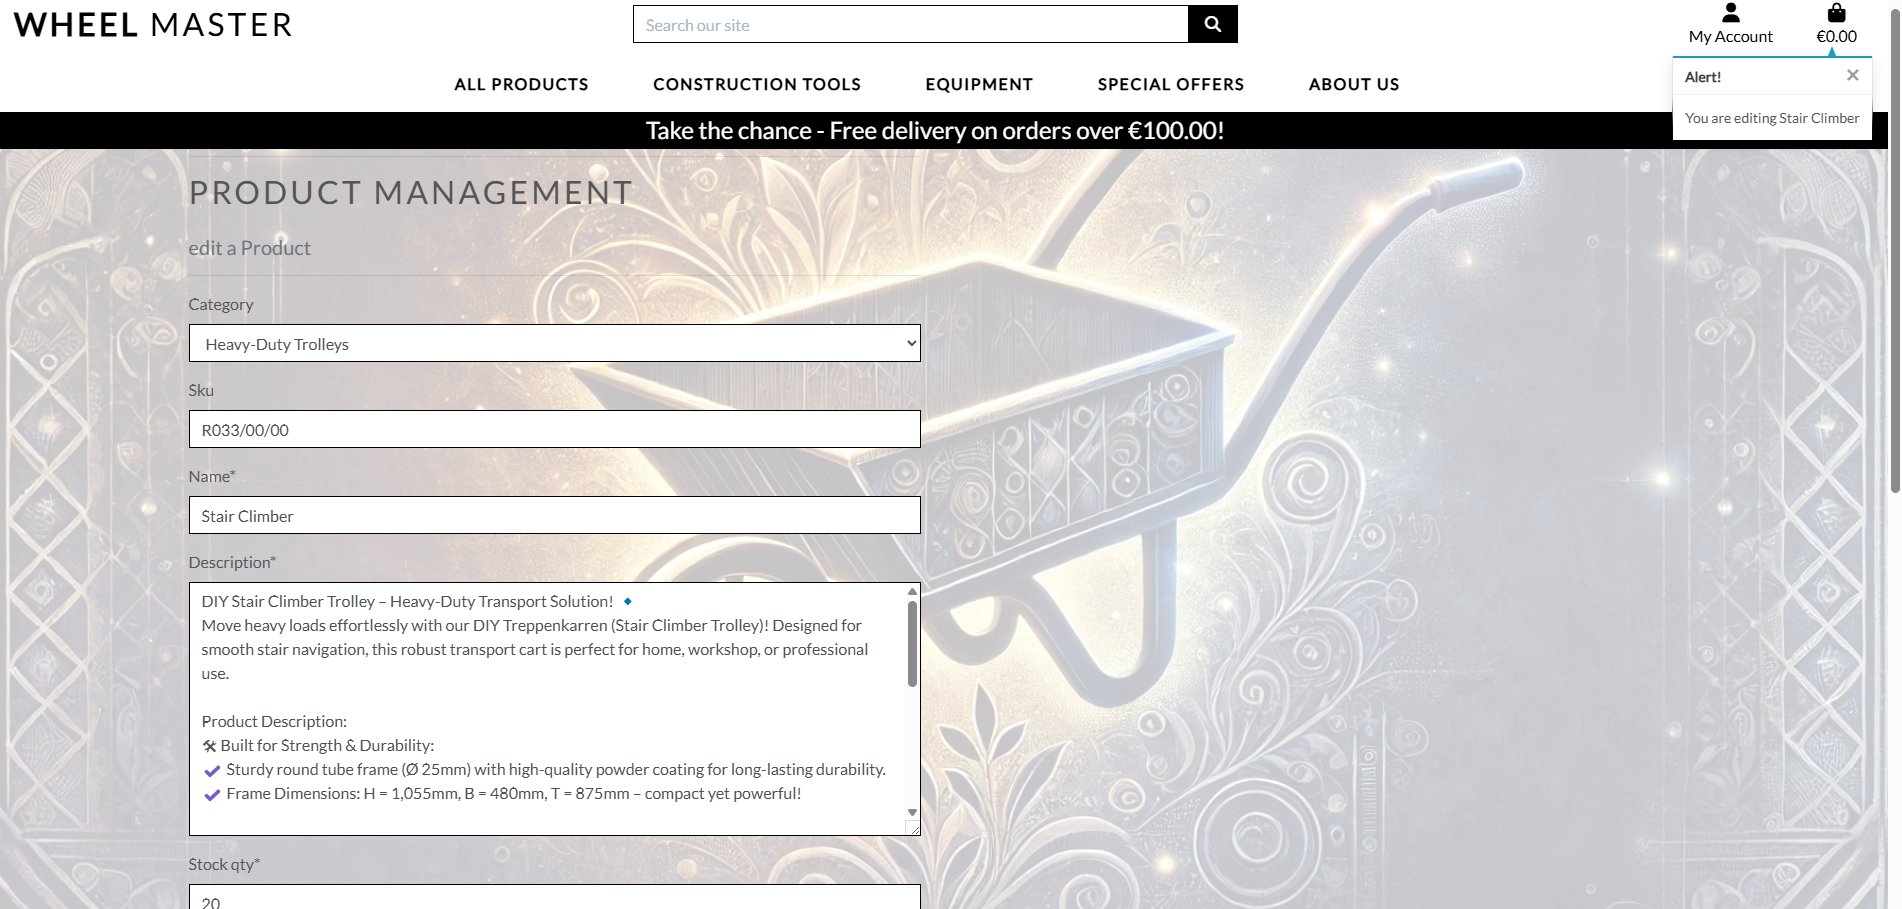 WHEEL MASTER
Search our site
My Account
€0.00
ALL PRODUCTS
CONSTRUCTION TOOLS
EQUIPMENT
SPECIAL OFFERS
ABOUT US
Alert!
×
You are editing Stair Climber
Take the chance - Free delivery on orders over €100.00!
PRODUCT MANAGEMENT
edit a Product
Category
Heavy-Duty Trolleys
Sku
R033/00/00
Name*
Stair Climber
Description*
DIY Stair Climber Trolley – Heavy-Duty Transport Solution! 🔹
Move heavy loads effortlessly with our DIY Treppenkarren (Stair Climber Trolley)! Designed for
smooth stair navigation, this robust transport cart is perfect for home, workshop, or professional
use.
Product Description:
🛠 Built for Strength & Durability:
✔ Sturdy round tube frame (Ø 25mm) with high-quality powder coating for long-lasting durability.
✔ Frame Dimensions: H = 1,055mm, B = 480mm, T = 875mm – compact yet powerful!
Stock qty*
20